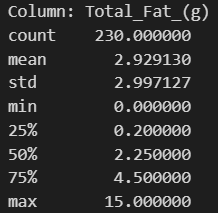 Column: Total_Fat_(g)
count    230.000000
mean       2.929130
std        2.997127
min        0.000000
25%        0.200000
50%        2.250000
75%        4.500000
max       15.000000